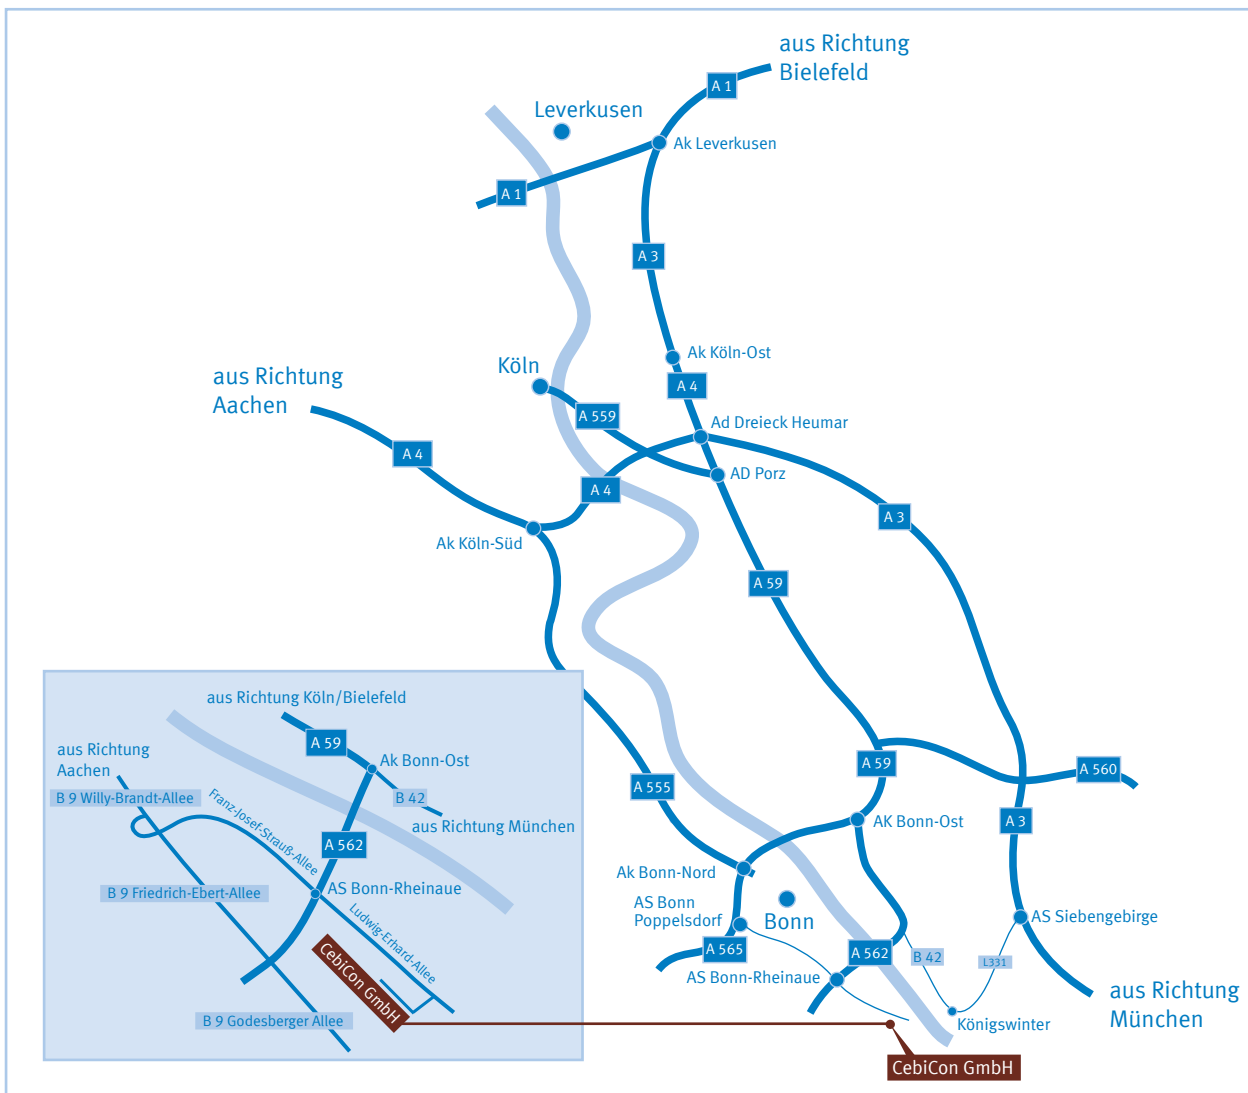 aus Richtung
Bielefeld
A 1
Leverkusen
Ak Leverkusen
A 1
A 3
Ak Köln-Ost
Köln
A 4
aus Richtung
Aachen
A 559
Ad Dreieck Heumar
A 4
AD Porz
A 4
A 3
Ak Köln-Süd
A 59
aus Richtung Köln/Bielefeld
A 59
aus Richtung
Aachen
Ak Bonn-Ost
B 9 Willy-Brandt-Allee
Franz-Josef-Strauß-Allee
B 42
aus Richtung München
A 562
B 9 Friedrich-Ebert-Allee
AS Bonn-Rheinaue
Ludwig-Erhard-Allee
CebiCon GmbH
B 9 Godesberger Allee
A 59
A 560
A 555
AK Bonn-Ost
A 3
Ak Bonn-Nord
AS Bonn
Poppelsdorf
Bonn
AS Siebengebirge
A 565
A 562
B 42
L331
AS Bonn-Rheinaue
aus Richtung
München
Königswinter
CebiCon GmbH